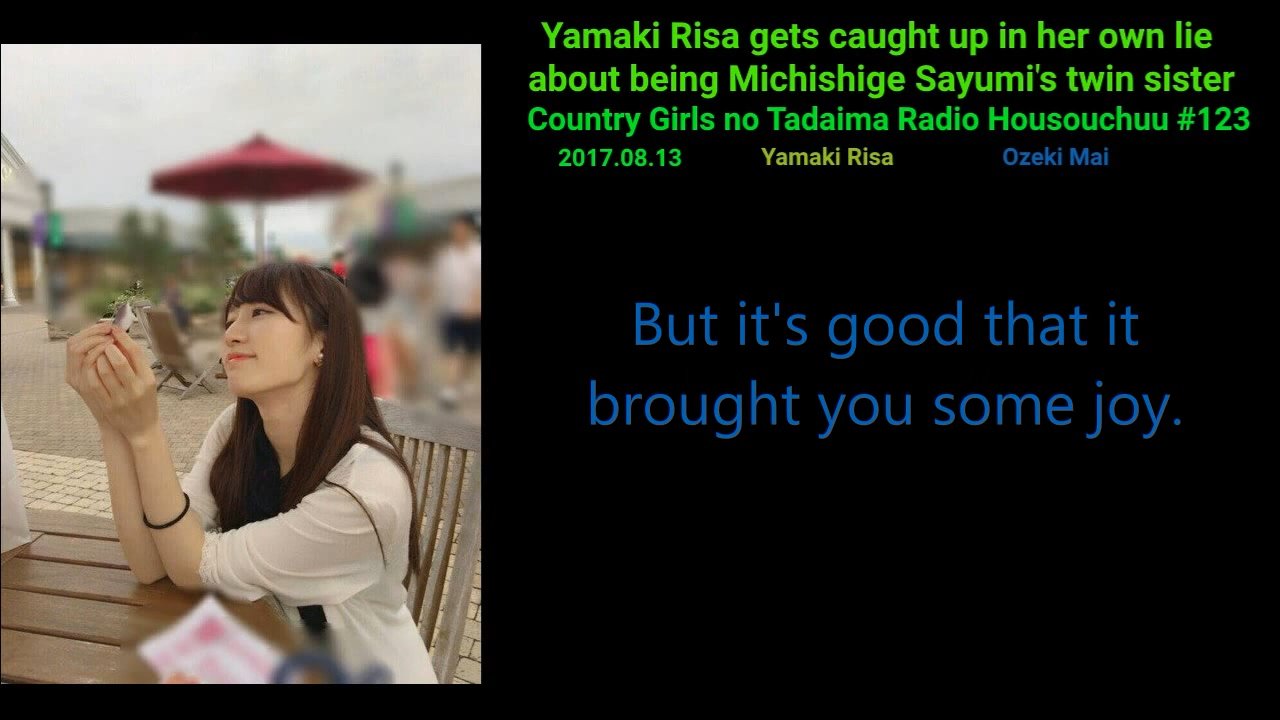 Yamaki Risa gets caught up in her own lie
about being Michishige Sayumi's twin sister
Country Girls no Tadaima Radio Housouchuu #123
2017.08.13 Yamaki Risa Ozeki Mai
But it's good that it
brought you some joy.